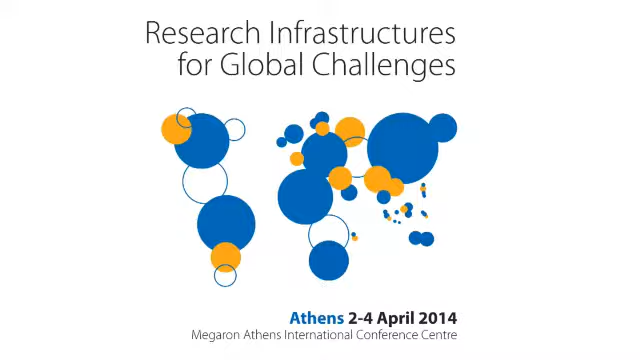 Research Infrastructures
for Global Challenges
Athens 2-4 April 2014
Megaron Athens International Conference Centre